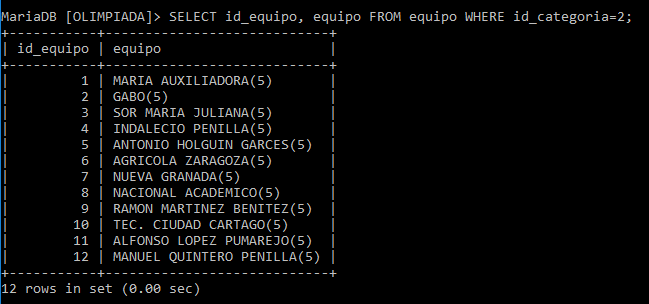 MariaDB [OLIMPIADA]> SELECT id_equipo, equipo FROM equipo WHERE id_categoria=2;
+-----------+----------------------------+
| id_equipo | equipo                     |
+-----------+----------------------------+
|         1 | MARIA AUXILIADORA(5)       |
|         2 | GABO(5)                    |
|         3 | SOR MARIA JULIANA(5)       |
|         4 | INDALECIO PENILLA(5)       |
|         5 | ANTONIO HOLGUIN GARCES(5)  |
|         6 | AGRICOLA ZARAGOZA(5)       |
|         7 | NUEVA GRANADA(5)           |
|         8 | NACIONAL ACADEMICO(5)      |
|         9 | RAMON MARTINEZ BENITEZ(5)  |
|        10 | TEC. CIUDAD CARTAGO(5)     |
|        11 | ALFONSO LOPEZ PUMAREJO(5)  |
|        12 | MANUEL QUINTERO PENILLA(5) |
+-----------+----------------------------+
12 rows in set (0.00 sec)